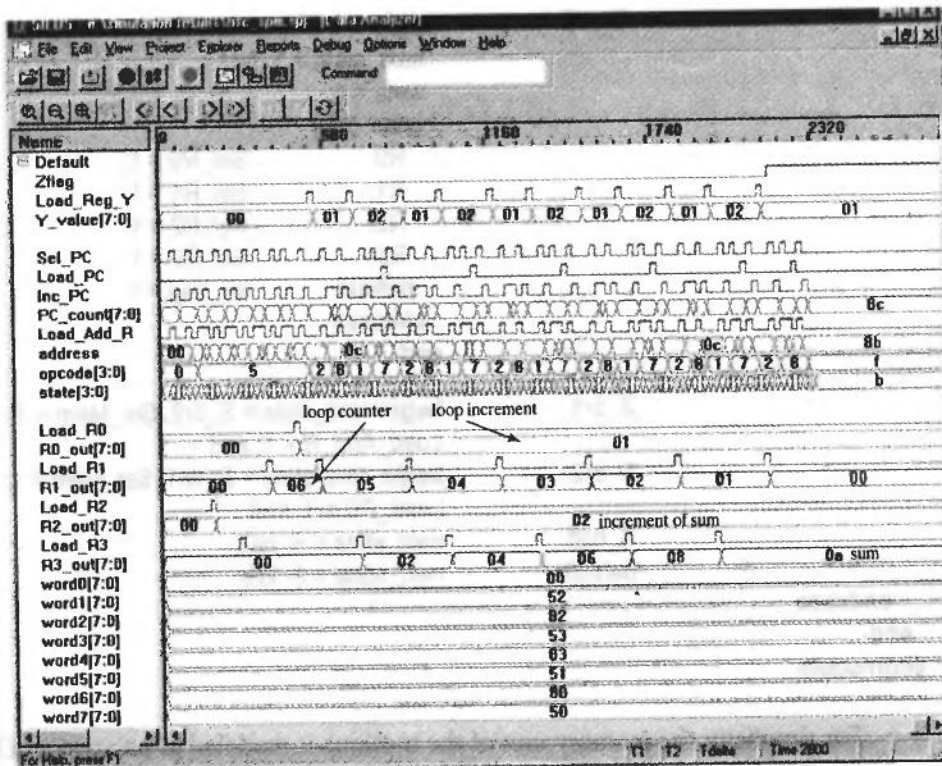 File Edit View Project Explorer Reports Debug Options Window Help
Command
Name
0 580 1160 1740 2320
Default
Zflag
Load_Reg_Y
Y_value[7:0] 00 01 02 01 02 01 02 01 02 01 02 01
Sel_PC
Load_PC
Inc_PC
PC_count[7:0] 8c
Load_Add_R
address 00 0c 0c 8b
opcode[3:0] 0 5 2 8 1 7 2 8 1 7 2 8 1 7 2 8 1 7 2 8 1 7 2 8 f
state[3:0] b
loop counter loop increment
Load_R0
R0_out[7:0] 00 01
Load_R1
R1_out[7:0] 00 06 05 04 03 02 01 00
Load_R2
R2_out[7:0] 00 02 increment of sum
Load_R3
R3_out[7:0] 00 02 04 06 08 0a sum
word0[7:0] 00
word1[7:0] 52
word2[7:0] 82
word3[7:0] 53
word4[7:0] 83
word5[7:0] 51
word6[7:0] 80
word7[7:0] 50
For Help, press F1 T1 T2 Tdelta Time 2800